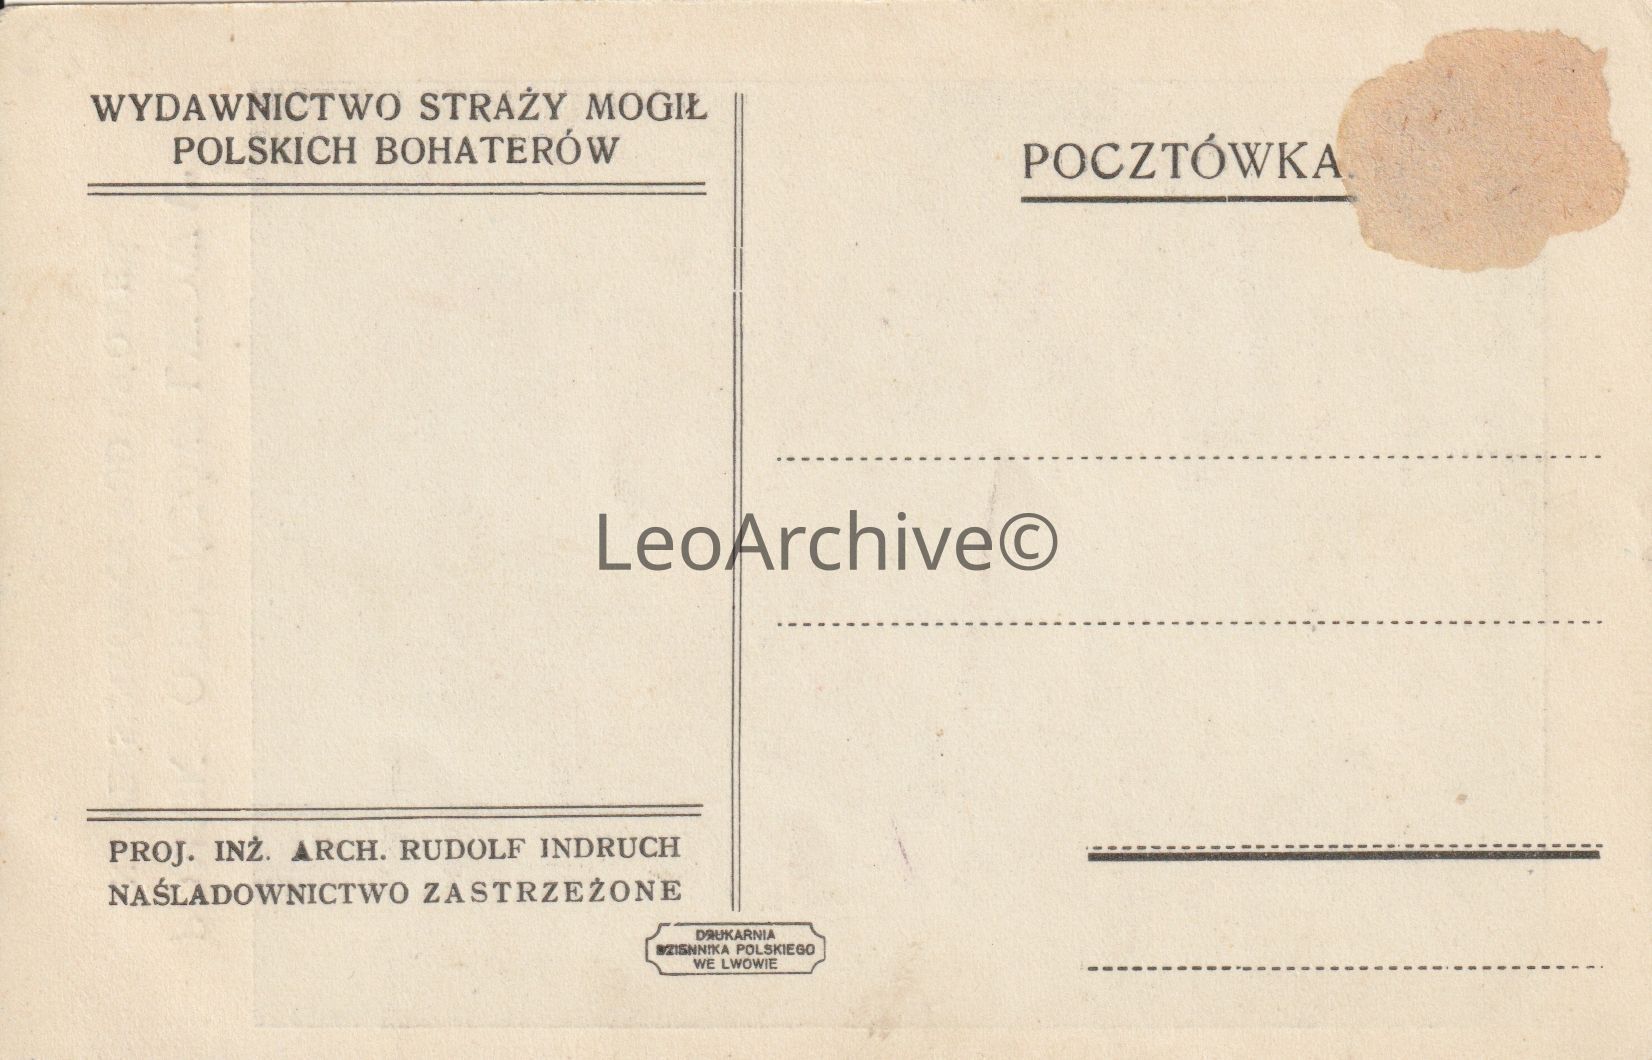 WYDAWNICTWO STRAŻY MOGIŁ
POLSKICH BOHATERÓW
POCZTÓWKA.
LeoArchive©
PROJ. INŻ. ARCH. RUDOLF INDRUCH
NAŚLADOWNICTWO ZASTRZEŻONE
DRUKARNIA
DZIENNIKA POLSKIEGO
WE LWOWIE